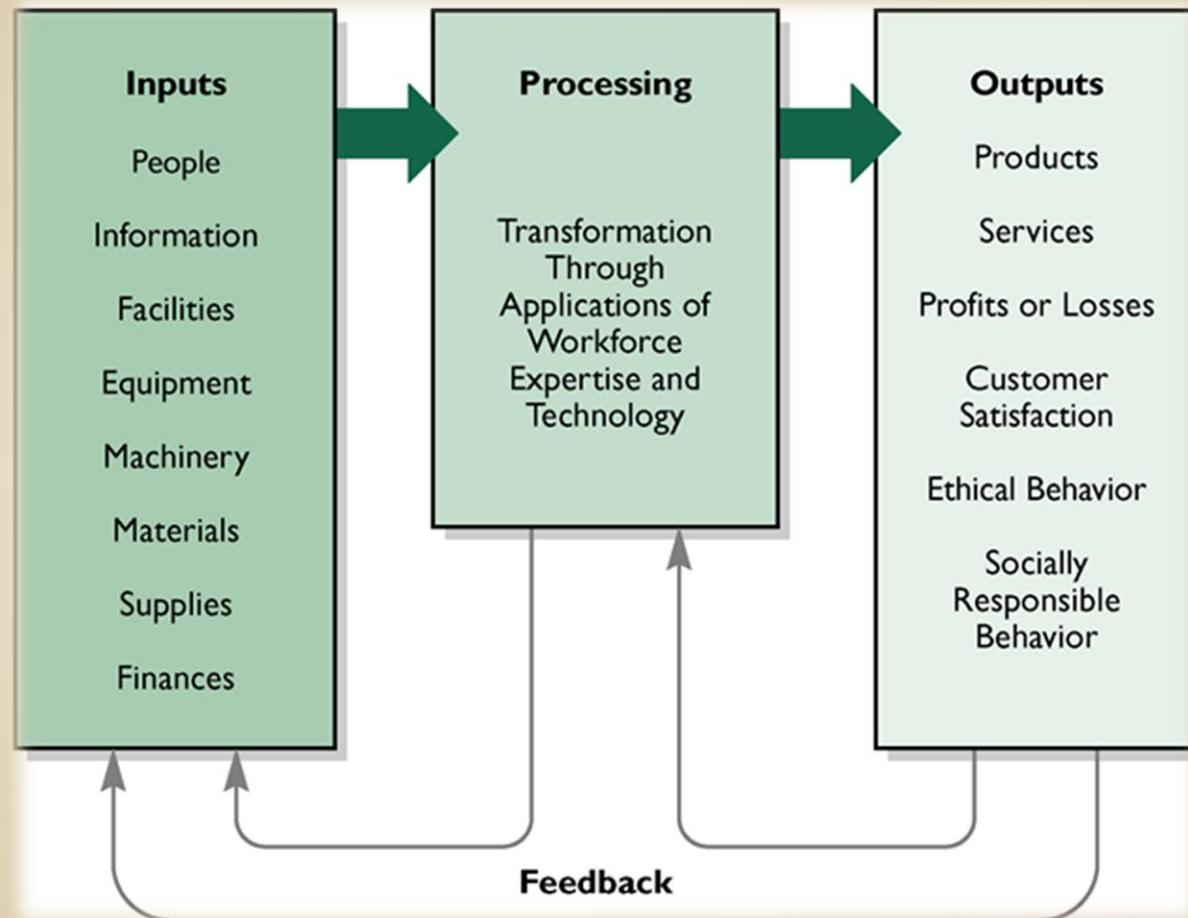 Inputs
People
Information
Facilities
Equipment
Machinery
Materials
Supplies
Finances
Processing
Transformation
Through
Applications of
Workforce
Expertise and
Technology
Outputs
Products
Services
Profits or Losses
Customer
Satisfaction
Ethical Behavior
Socially
Responsible
Behavior
Feedback